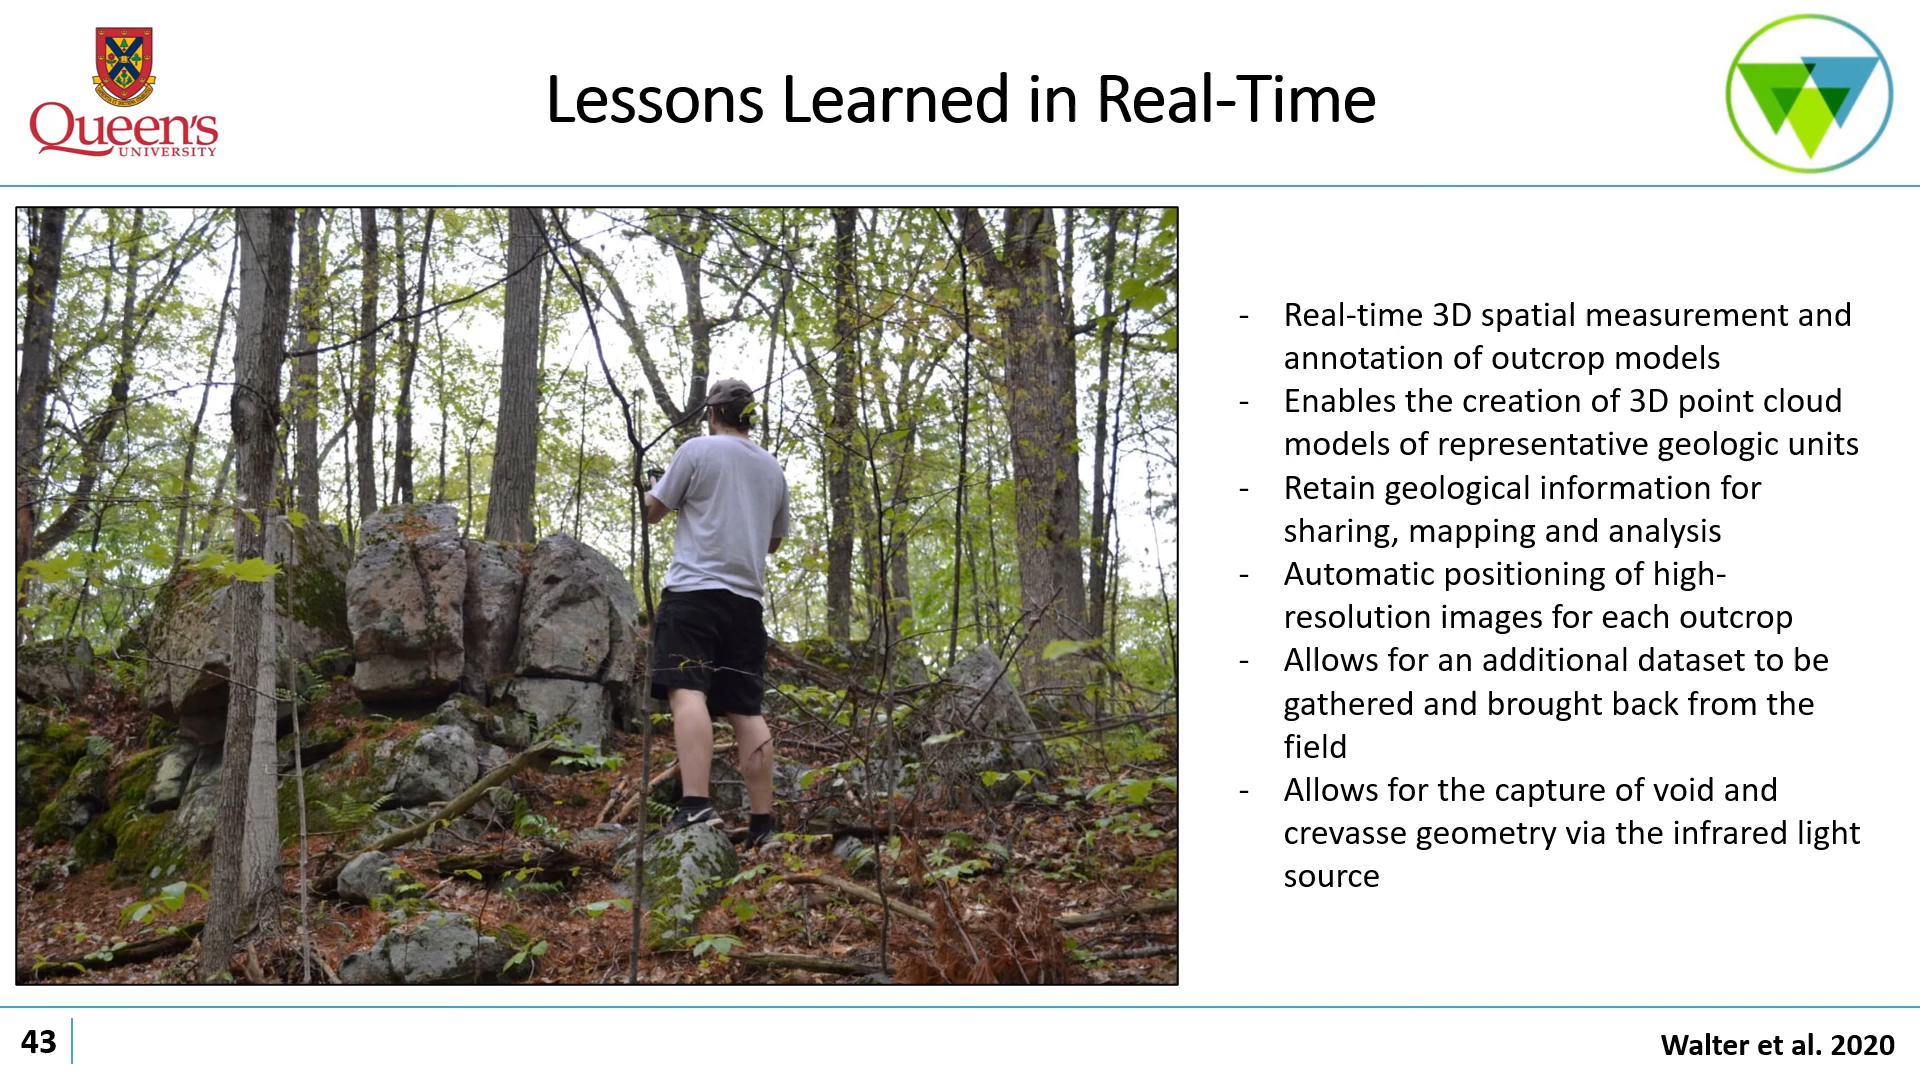 Queen's
UNIVERSITY
Lessons Learned in Real-Time
- Real-time 3D spatial measurement and
annotation of outcrop models
- Enables the creation of 3D point cloud
models of representative geologic units
- Retain geological information for
sharing, mapping and analysis
- Automatic positioning of high-
resolution images for each outcrop
- Allows for an additional dataset to be
gathered and brought back from the
field
- Allows for the capture of void and
crevasse geometry via the infrared light
source
43
Walter et al. 2020